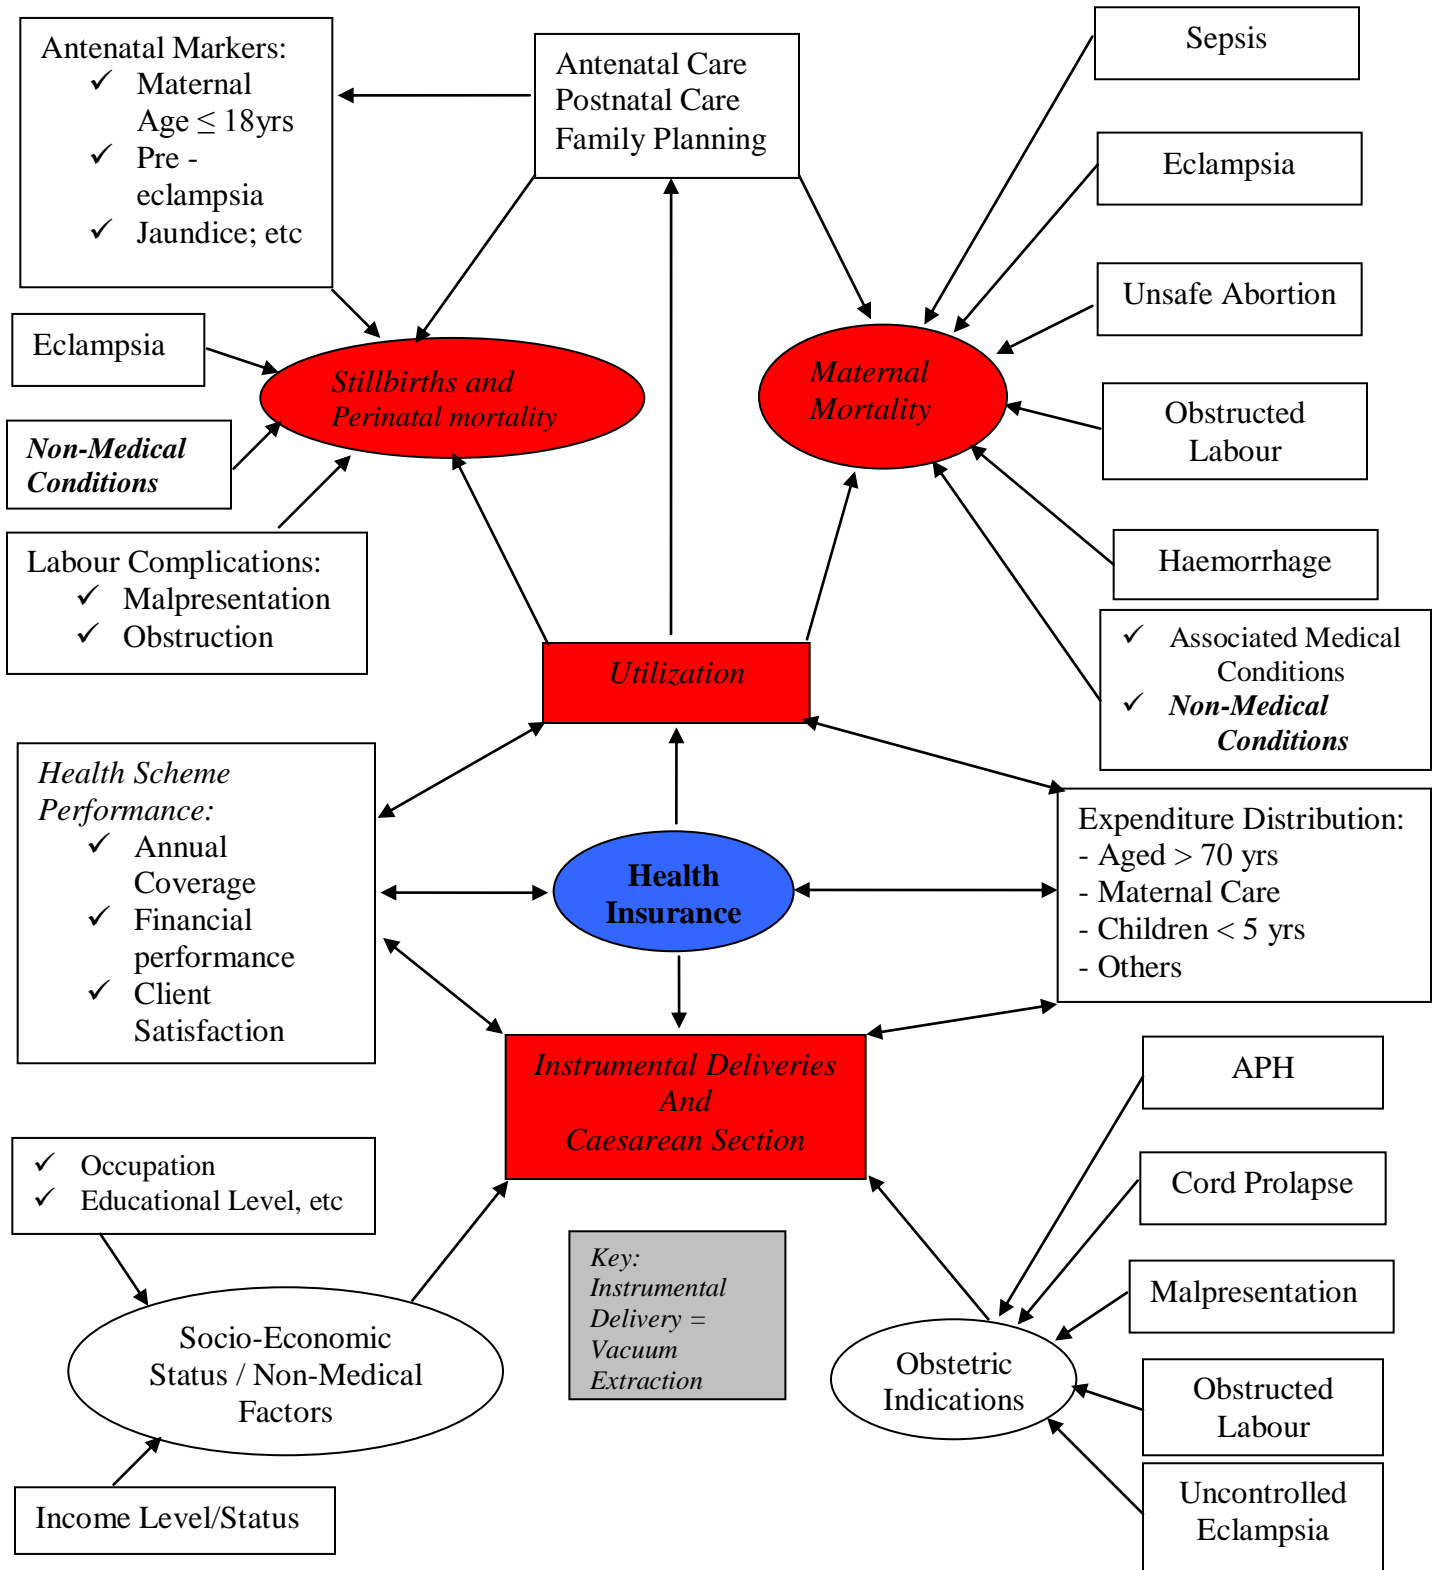 Antenatal Markers:
✓ Maternal
Age ≤ 18yrs
✓ Pre -
eclampsia
✓ Jaundice; etc
Antenatal Care
Postnatal Care
Family Planning
Sepsis
Eclampsia
Unsafe Abortion
Obstructed
Labour
Haemorrhage
✓ Associated Medical
Conditions
✓ Non-Medical
Conditions
Eclampsia
Non-Medical
Conditions
Labour Complications:
✓ Malpresentation
✓ Obstruction
Stillbirths and
Perinatal mortality
Maternal
Mortality
Utilization
Health Scheme
Performance:
✓ Annual
Coverage
✓ Financial
performance
✓ Client
Satisfaction
Health
Insurance
Expenditure Distribution:
- Aged > 70 yrs
- Maternal Care
- Children < 5 yrs
- Others
Instrumental Deliveries
And
Caesarean Section
✓ Occupation
✓ Educational Level, etc
Socio-Economic
Status / Non-Medical
Factors
Income Level/Status
Key:
Instrumental
Delivery =
Vacuum
Extraction
Obstetric
Indications
APH
Cord Prolapse
Malpresentation
Obstructed
Labour
Uncontrolled
Eclampsia